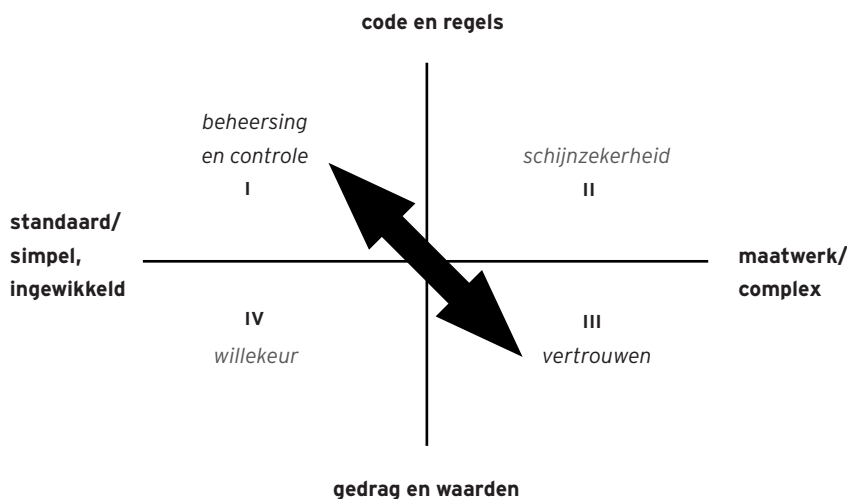 code en regels
beheersing
en controle
I
schijnzekerheid
II
standaard/
simpel,
ingewikkeld
maatwerk/
complex
IV
willekeur
III
vertrouwen
gedrag en waarden